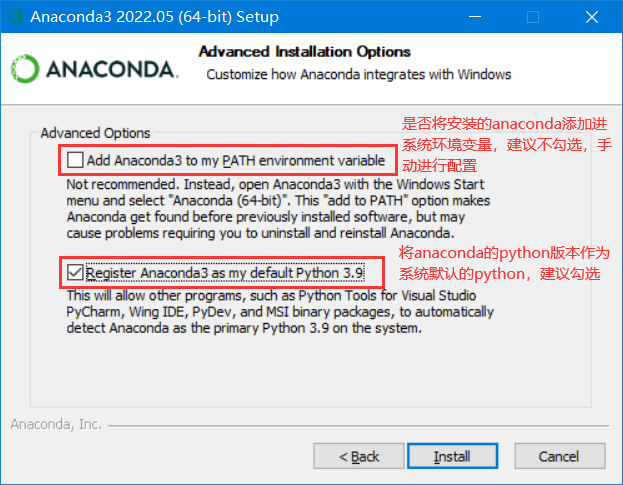 Anaconda3 2022.05 (64-bit) Setup
Advanced Installation Options
Customize how Anaconda integrates with Windows
ANACONDA.
Advanced Options
是否将安装的anaconda添加进
系统环境变量，建议不勾选，手
动进行配置
Add Anaconda3 to my PATH environment variable
Not recommended. Instead, open Anaconda3 with the Windows Start
menu and select "Anaconda (64-bit)". This "add to PATH" option makes
Anaconda get found before previously installed software, but may
cause problems requiring you to uninstall and reinstall Anaconda.
将anaconda的python版本作为
系统默认的python，建议勾选
Register Anaconda3 as my default Python 3.9
This will allow other programs, such as Python Tools for Visual Studio
PyCharm, Wing IDE, PyDev, and MSI binary packages, to automatically
detect Anaconda as the primary Python 3.9 on the system.
Anaconda, Inc.
< Back
Install
Cancel